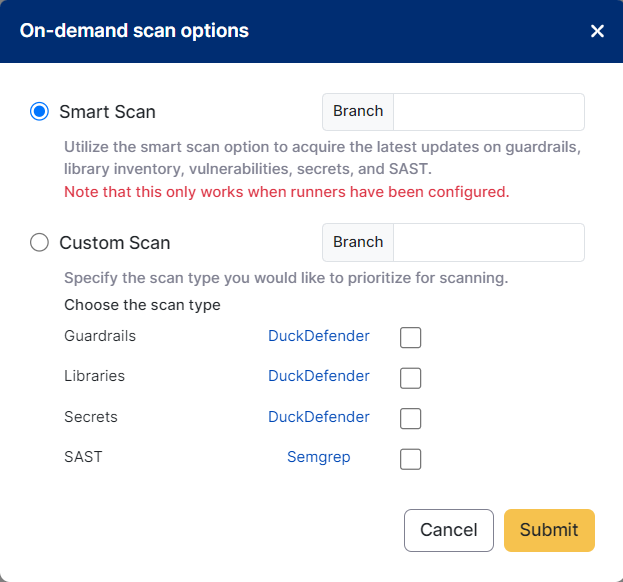 On-demand scan options
Smart Scan
Branch
Utilize the smart scan option to acquire the latest updates on guardrails,
library inventory, vulnerabilities, secrets, and SAST.
Note that this only works when runners have been configured.
Custom Scan
Branch
Specify the scan type you would like to prioritize for scanning.
Choose the scan type
Guardrails DuckDefender
Libraries DuckDefender
Secrets DuckDefender
SAST Semgrep
Cancel Submit